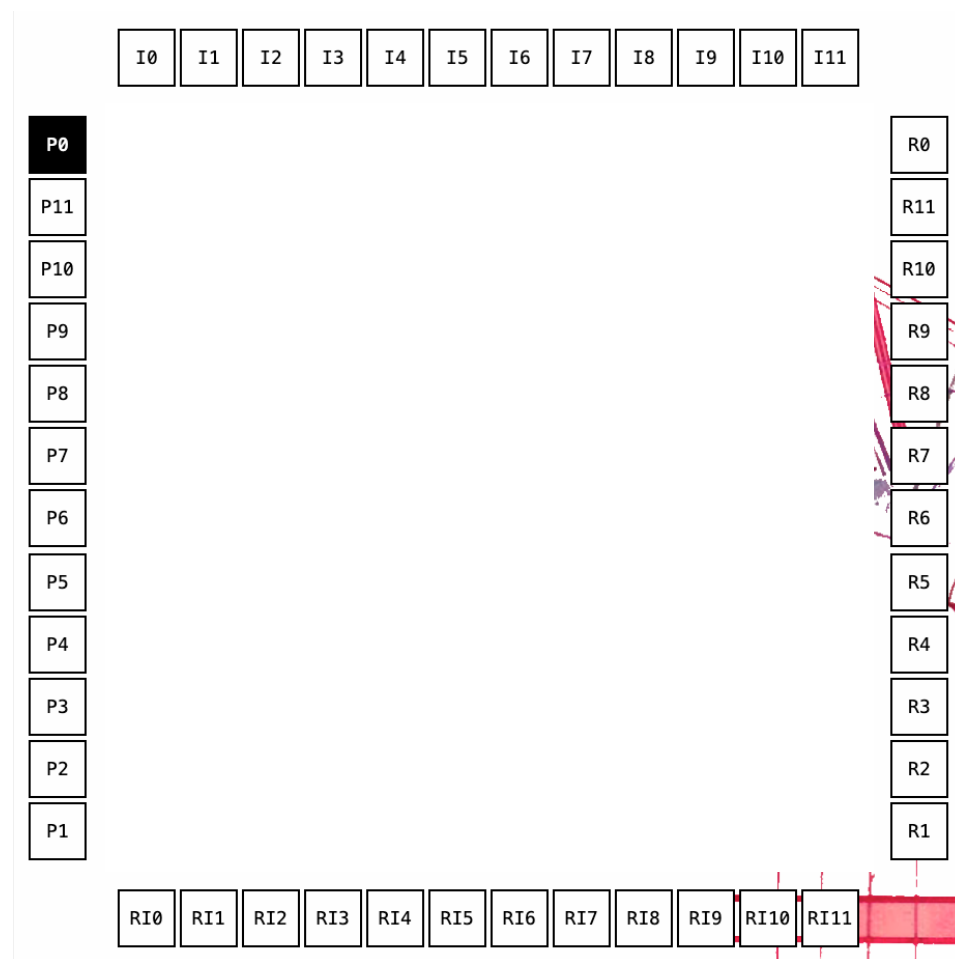 I0 I1 I2 I3 I4 I5 I6 I7 I8 I9 I10 I11
P0 R0
P11 R11
P10 R10
P9 R9
P8 R8
P7 R7
P6 R6
P5 R5
P4 R4
P3 R3
P2 R2
P1 R1
RI0 RI1 RI2 RI3 RI4 RI5 RI6 RI7 RI8 RI9 RI10 RI11